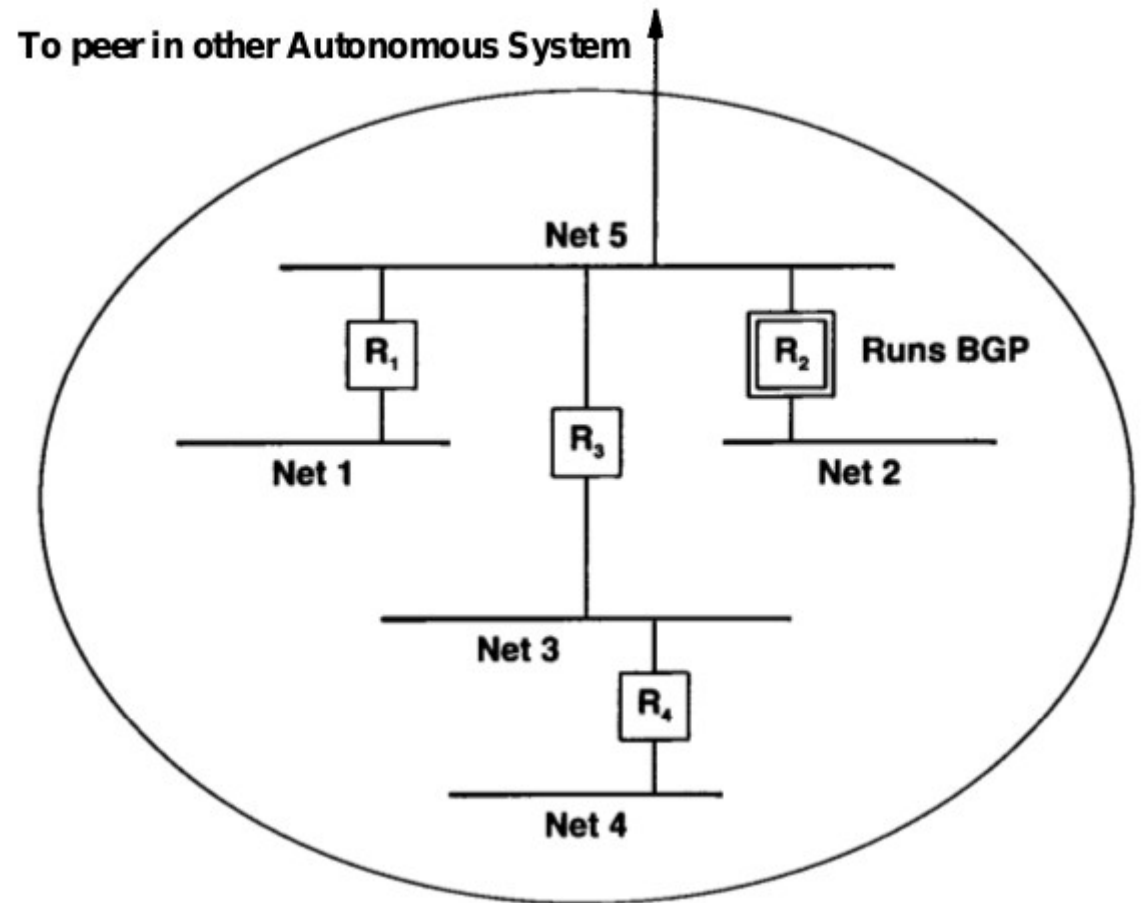 To peer in other Autonomous System
Net 5
R₁
R₂
Runs BGP
R₃
Net 1
Net 2
Net 3
R₄
Net 4